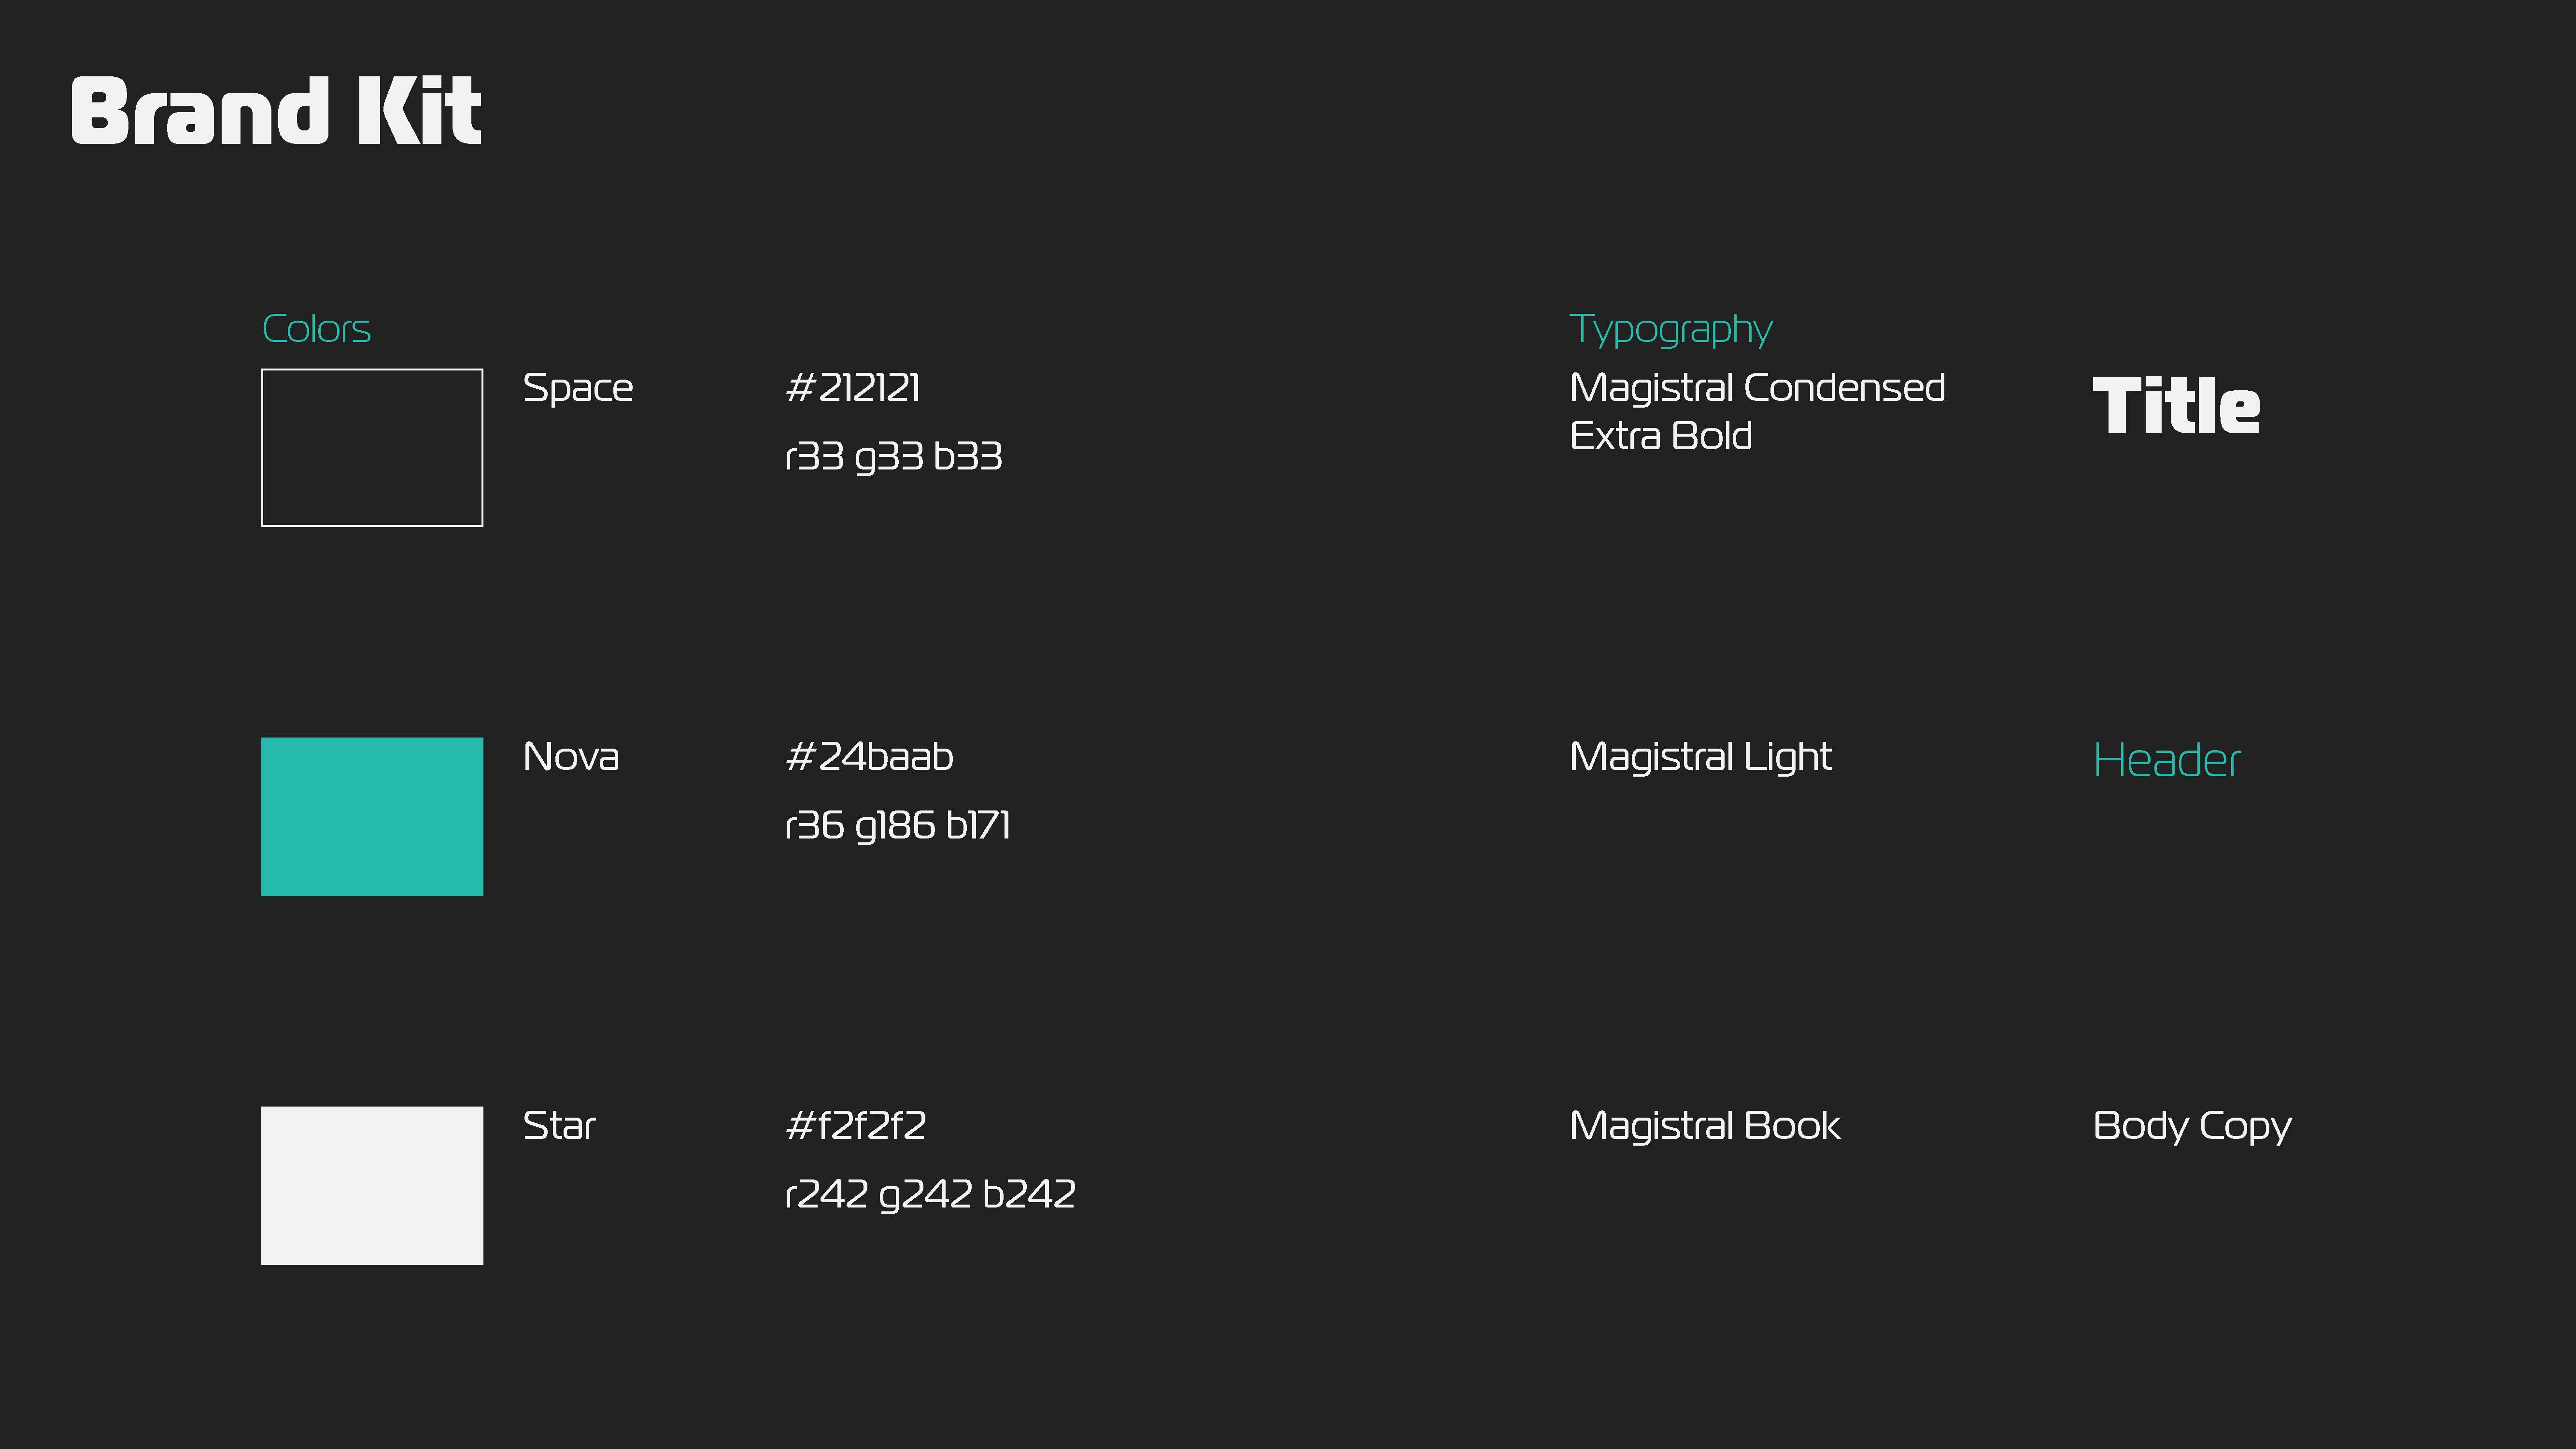 Brand Kit
Colors
Space
#212121
r33 g33 b33
Nova
#24baab
r36 g186 b171
Star
#f2f2f2
r242 g242 b242
Typography
Magistral Condensed
Extra Bold
Title
Magistral Light
Header
Magistral Book
Body Copy